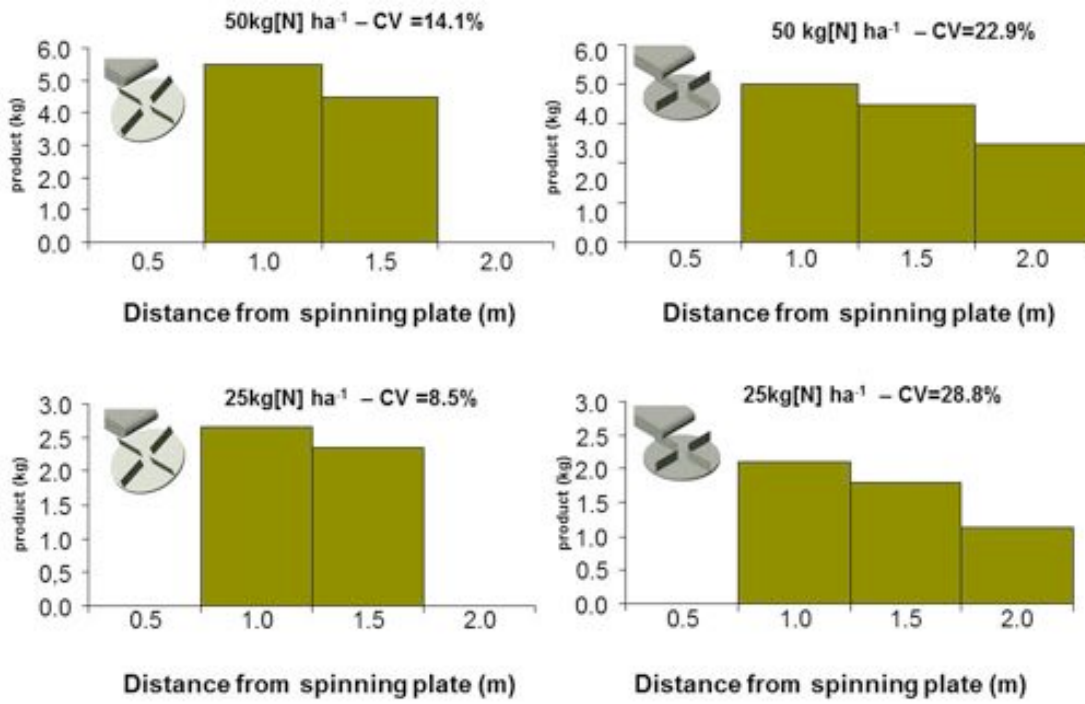 50kg[N] ha⁻¹ – CV =14.1%
6.0
5.0
4.0
3.0
2.0
1.0
0.0
product (kg)
0.5 1.0 1.5 2.0
Distance from spinning plate (m)
50 kg[N] ha⁻¹ – CV=22.9%
6.0
5.0
4.0
3.0
2.0
1.0
0.0
product (kg)
0.5 1.0 1.5 2.0
Distance from spinning plate (m)
25kg[N] ha⁻¹ – CV =8.5%
3.0
2.5
2.0
1.5
1.0
0.5
0.0
product (kg)
0.5 1.0 1.5 2.0
Distance from spinning plate (m)
25kg[N] ha⁻¹ – CV=28.8%
3.0
2.5
2.0
1.5
1.0
0.5
0.0
product (kg)
0.5 1.0 1.5 2.0
Distance from spinning plate (m)